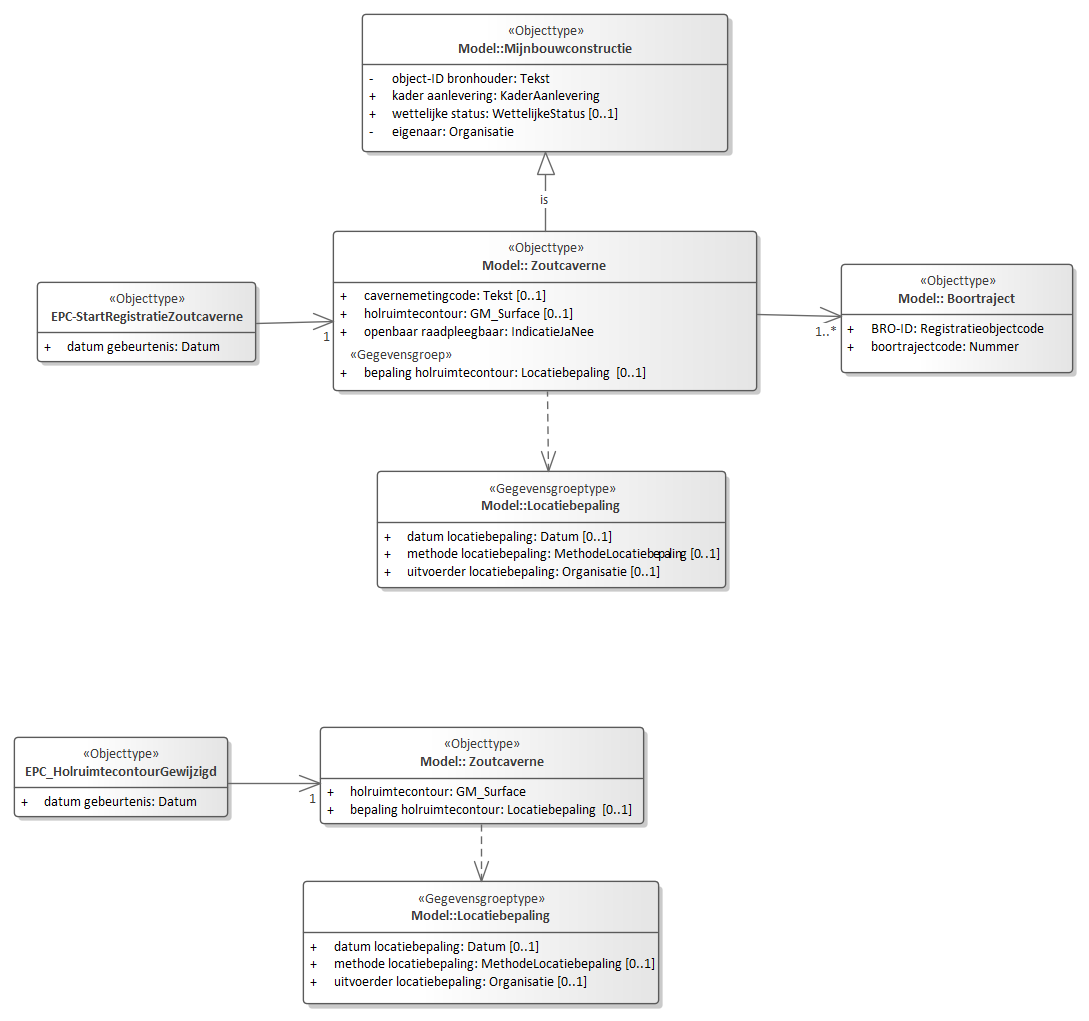 «Objecttype»
Model::Mijnbouwconstructie
- object-ID bronhouder: Tekst
+ kader aanlevering: KaderAanlevering
+ wettelijke status: WettelijkeStatus [0..1]
- eigenaar: Organisatie
is
«Objecttype»
Model:: Zoutcaverne
+ cavernemetingcode: Tekst [0..1]
+ holruimtecontour: GM_Surface [0..1]
+ openbaar raadpleegbaar: IndicatieJaNee
«Gegevensgroep»
+ bepaling holruimtecontour: Locatiebepaling [0..1]
«Objecttype»
EPC-StartRegistratieZoutcaverne
+ datum gebeurtenis: Datum
1
1..*
«Objecttype»
Model:: Boortraject
+ BRO-ID: Registratieobjectcode
+ boortrajectcode: Nummer
«Gegevensgroeptype»
Model::Locatiebepaling
+ datum locatiebepaling: Datum [0..1]
+ methode locatiebepaling: MethodeLocatiebepaling [0..1]
+ uitvoerder locatiebepaling: Organisatie [0..1]
«Objecttype»
EPC_HolruimtecontourGewijzigd
+ datum gebeurtenis: Datum
1
«Objecttype»
Model:: Zoutcaverne
+ holruimtecontour: GM_Surface
+ bepaling holruimtecontour: Locatiebepaling [0..1]
«Gegevensgroeptype»
Model::Locatiebepaling
+ datum locatiebepaling: Datum [0..1]
+ methode locatiebepaling: MethodeLocatiebepaling [0..1]
+ uitvoerder locatiebepaling: Organisatie [0..1]